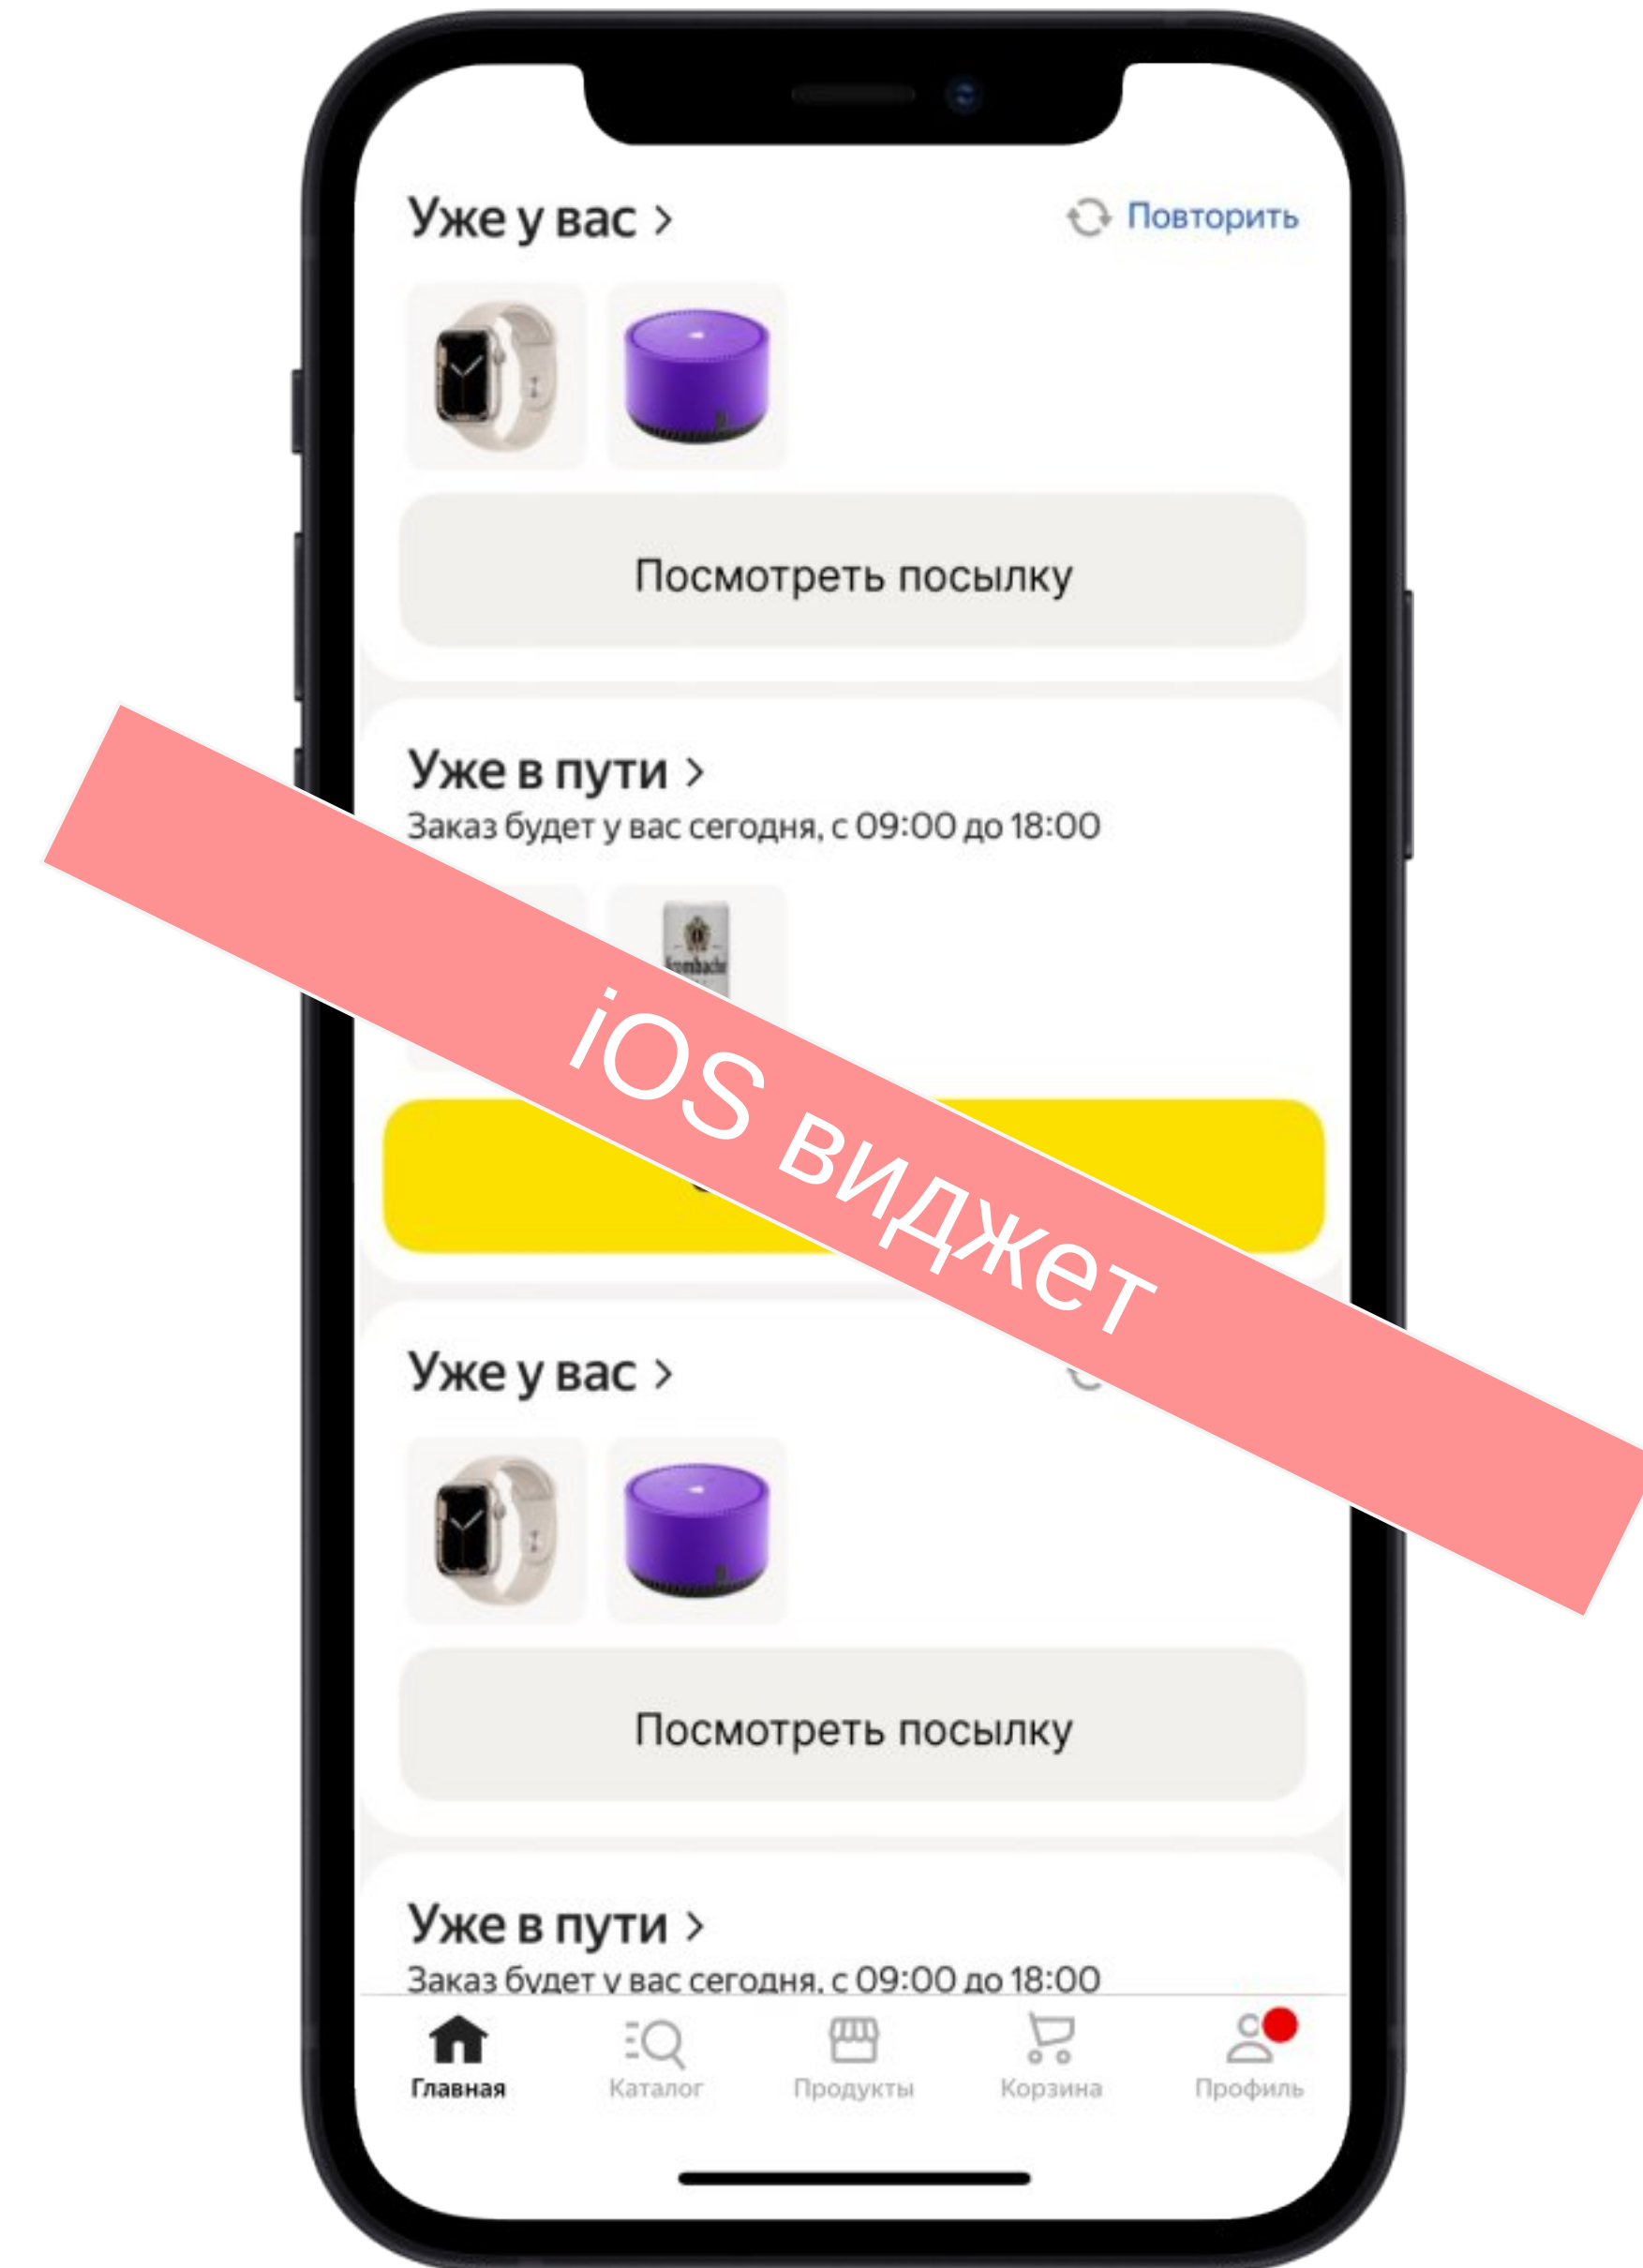 Уже у вас >
Повторить
Посмотреть посылку
Уже в пути >
Заказ будет у вас сегодня, с 09:00 до 18:00
iOS виджет
Уже у вас >
Посмотреть посылку
Уже в пути >
Заказ будет у вас сегодня, с 09:00 до 18:00
Главная
Каталог
Продукты
Корзина
Профиль